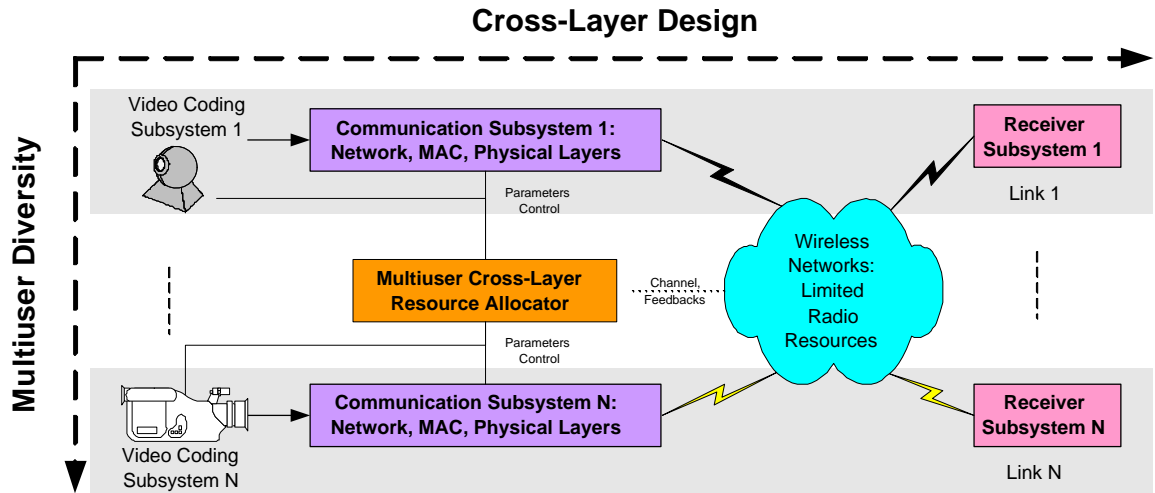 Cross-Layer Design
Multiuser Diversity
Video Coding
Subsystem 1
Communication Subsystem 1:
Network, MAC, Physical Layers
Receiver
Subsystem 1
Link 1
Parameters
Control
Multiuser Cross-Layer
Resource Allocator
Channel,
Feedbacks
Wireless
Networks:
Limited
Radio
Resources
Parameters
Control
Communication Subsystem N:
Network, MAC, Physical Layers
Receiver
Subsystem N
Video Coding
Subsystem N
Link N